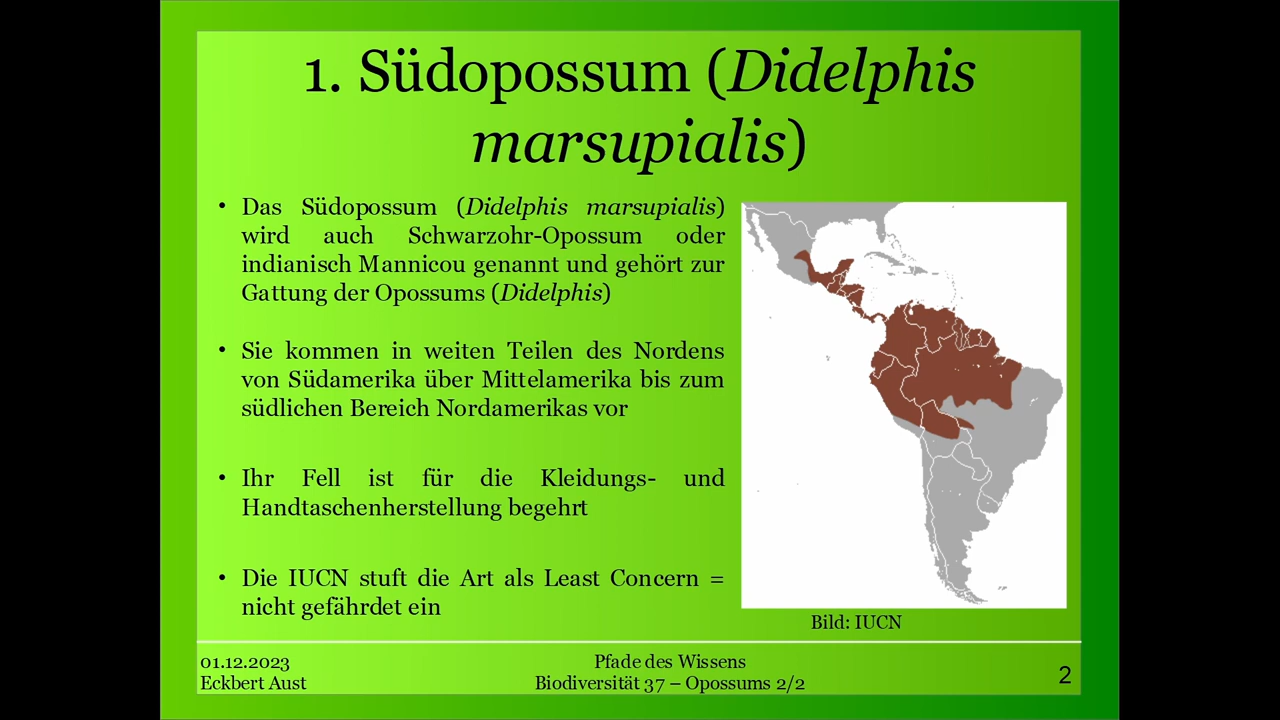 1. Südopossum (Didelphis
marsupialis)
• Das Südopossum (Didelphis marsupialis)
wird auch Schwarzohr-Opossum oder
indianisch Mannicou genannt und gehört zur
Gattung der Opossums (Didelphis)
• Sie kommen in weiten Teilen des Nordens
von Südamerika über Mittelamerika bis zum
südlichen Bereich Nordamerikas vor
• Ihr Fell ist für die Kleidungs- und
Handtaschenherstellung begehrt
• Die IUCN stuft die Art als Least Concern =
nicht gefährdet ein
Bild: IUCN
01.12.2023
Eckbert Aust
Pfade des Wissens
Biodiversität 37 – Opossums 2/2
2